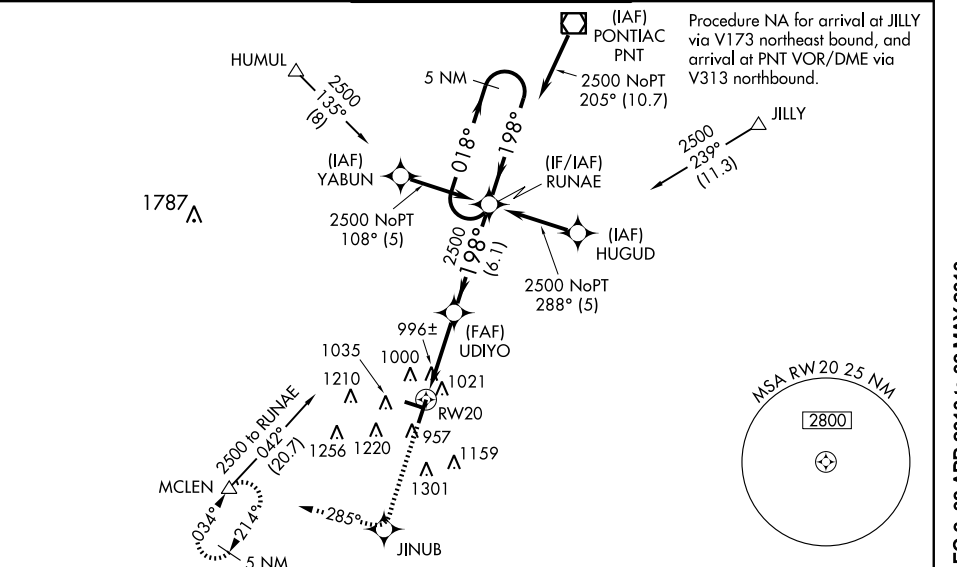 (IAF)
PONTIAC
PNT
Procedure NA for arrival at JILLY
via V173 northeast bound, and
arrival at PNT VOR/DME via
V313 northbound.
HUMUL
2500
135°
(8)
5 NM
2500 NoPT
205° (10.7)
018°
198°
JILLY
2500
239°
(11.3)
(IAF)
YABUN
(IF/IAF)
RUNAE
1787
2500 NoPT
108° (5)
(IAF)
HUGUD
2500
198°
(6.1)
2500 NoPT
288° (5)
996±
(FAF)
UDIYO
1035
1000
1021
1210
RW20
MSA RW20 25 NM
2800
2500 to RUNAE
042°
(20.7)
1256
1220
957
1159
1301
MCLEN
034°
214°
285°
JINUB
5 NM